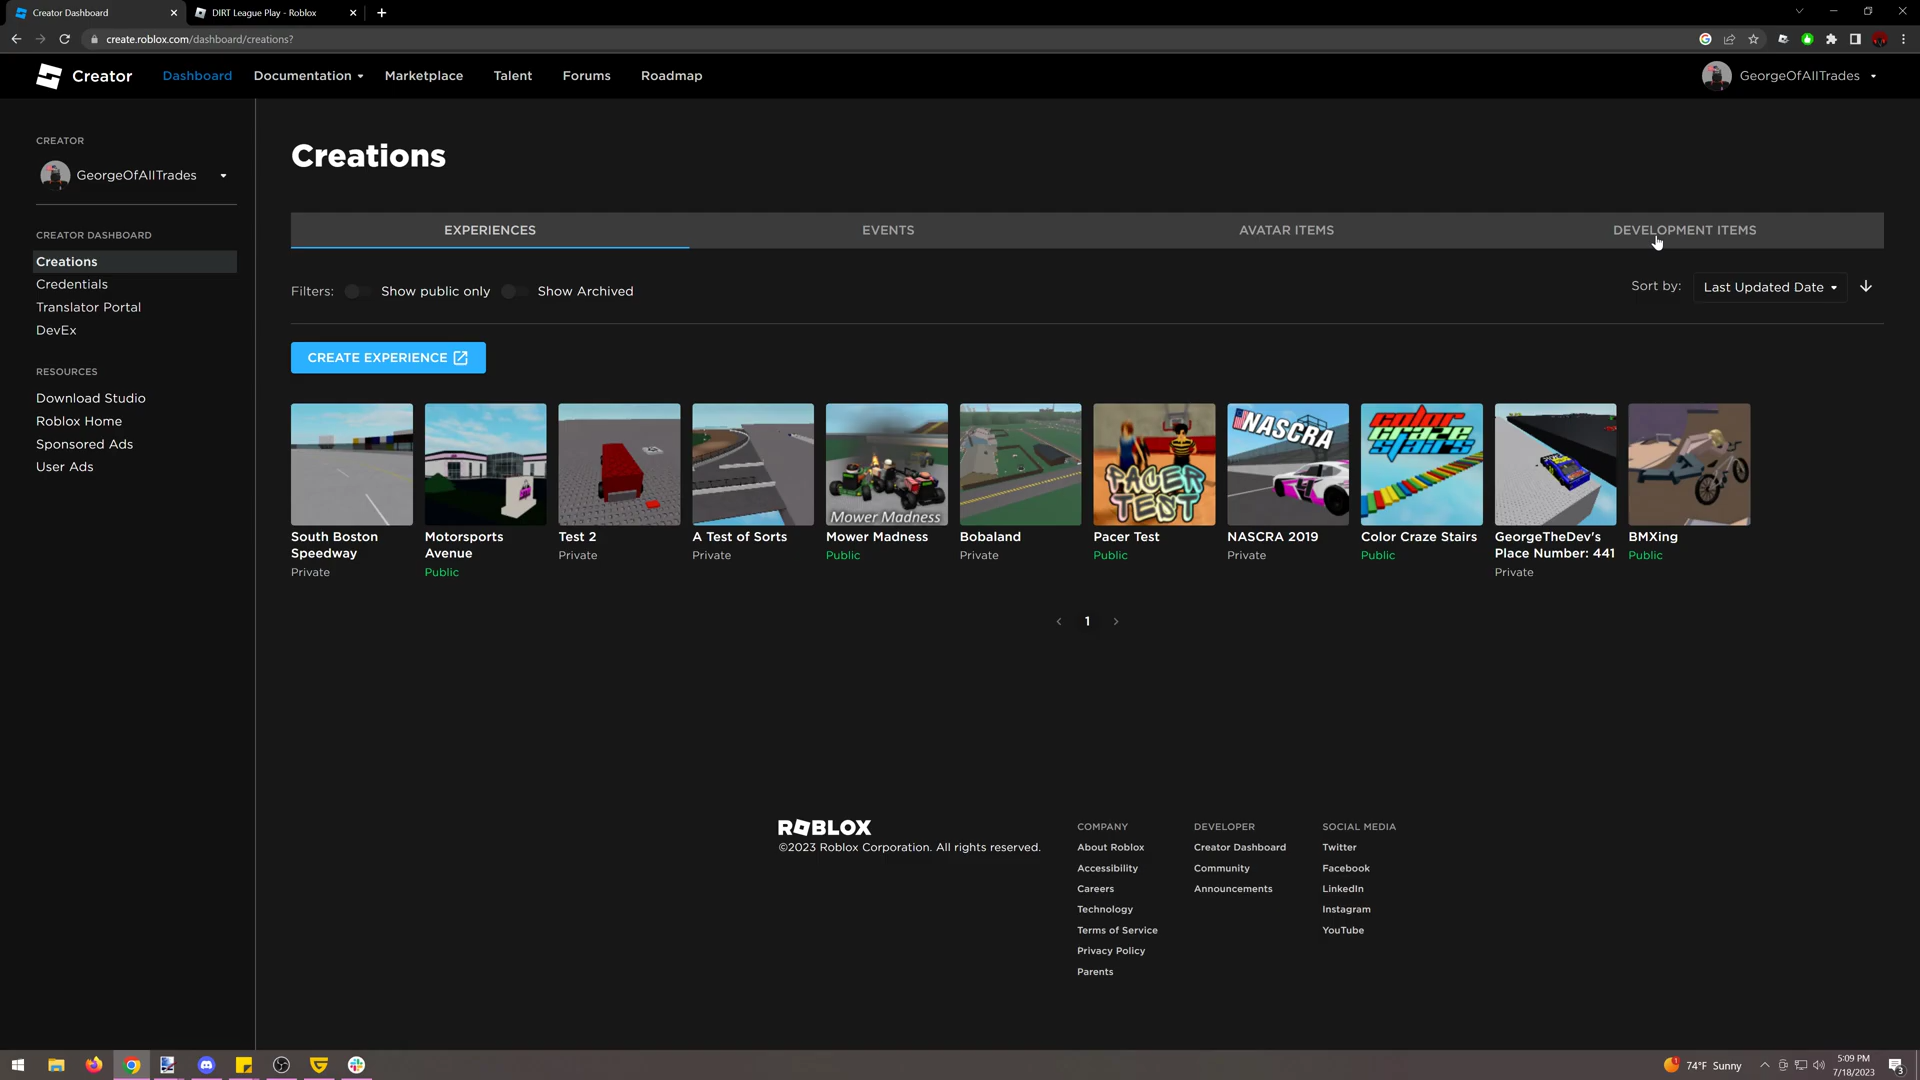 Creator Dashboard
DIRT League Play - Roblox
create.roblox.com/dashboard/creations?
Creator
Dashboard
Documentation
Marketplace
Talent
Forums
Roadmap
GeorgeOfAllTrades
CREATOR
GeorgeOfAllTrades
CREATOR DASHBOARD
Creations
Credentials
Translator Portal
DevEx
RESOURCES
Download Studio
Roblox Home
Sponsored Ads
User Ads
Creations
EXPERIENCES
EVENTS
AVATAR ITEMS
DEVELOPMENT ITEMS
Filters:
Show public only
Show Archived
Sort by:
Last Updated Date
CREATE EXPERIENCE
South Boston
Speedway
Private
Motorsports
Avenue
Public
Test 2
Private
A Test of Sorts
Private
Mower Madness
Mower Madness
Public
Bobaland
Private
PACER
TEST
Pacer Test
Public
NASCRA
NASCRA 2019
Private
color
craze
stairs
Color Craze Stairs
Public
GeorgeTheDev's
Place Number: 441
Private
BMXing
Public
1
ROBLOX
©2023 Roblox Corporation. All rights reserved.
COMPANY
About Roblox
Accessibility
Careers
Technology
Terms of Service
Privacy Policy
Parents
DEVELOPER
Creator Dashboard
Community
Announcements
SOCIAL MEDIA
Twitter
Facebook
LinkedIn
Instagram
YouTube
74°F Sunny
5:09 PM
7/18/2023
3